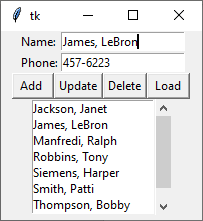 tk
Name: James, LeBron
Phone: 457-6223
Add Update Delete Load
Jackson, Janet
James, LeBron
Manfredi, Ralph
Robbins, Tony
Siemens, Harper
Smith, Patti
Thompson, Bobby